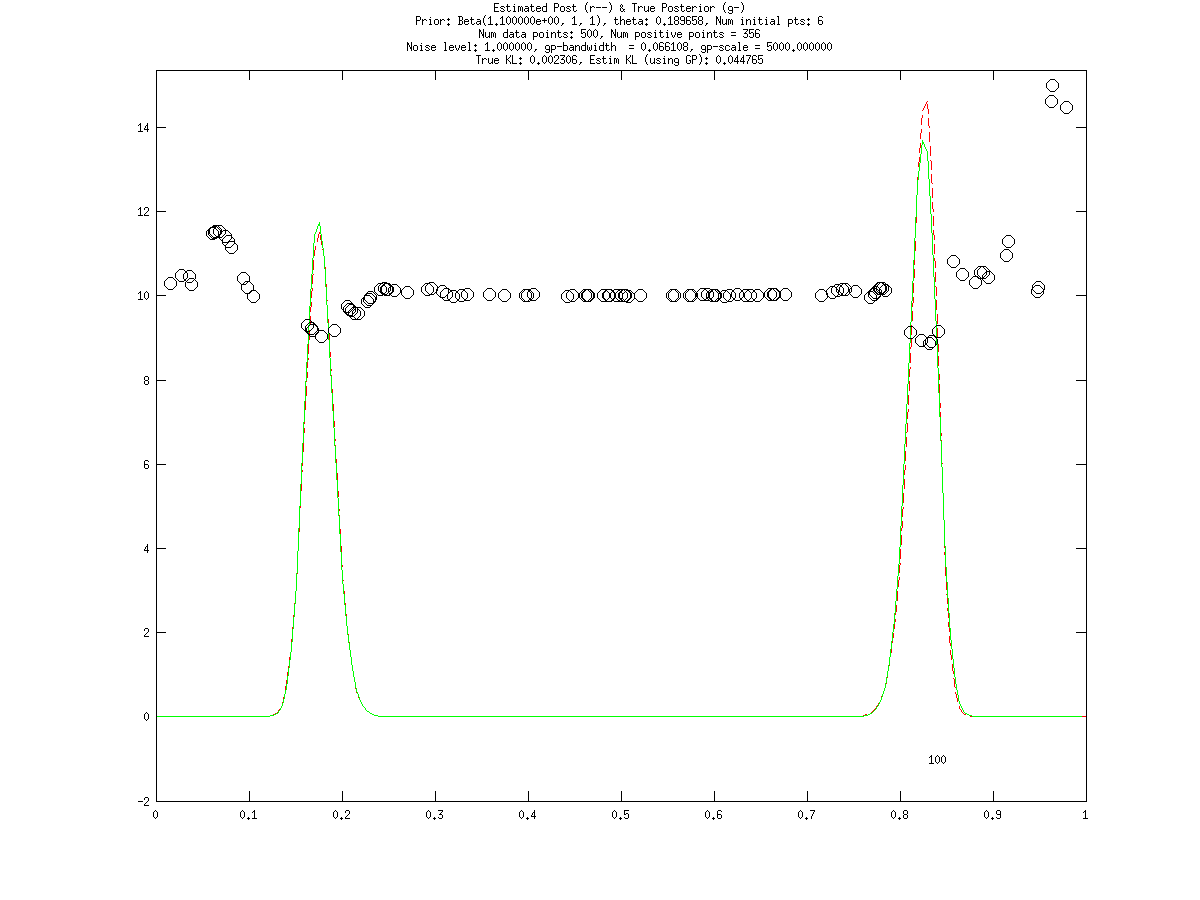 Estimated Post (r--) & True Posterior (g-)
Prior: Beta(1.100000e+00, 1, 1), theta: 0.189658, Num initial pts: 6
Num data points: 500, Num positive points = 356
Noise level: 1.000000, gp-bandwidth  = 0.066108, gp-scale = 5000.000000
True KL: 0.002306, Estim KL (using GP): 0.044765
14
12
10
8
6
4
2
0
100
-2
0 0.1 0.2 0.3 0.4 0.5 0.6 0.7 0.8 0.9 1